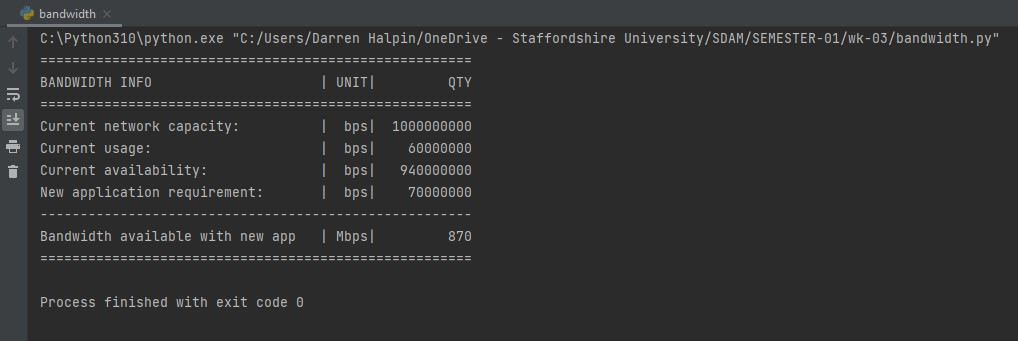 bandwidth
C:\Python310\python.exe "C:/Users/Darren Halpin/OneDrive - Staffordshire University/SDAM/SEMESTER-01/wk-03/bandwidth.py"
======================================================
BANDWIDTH INFO                     | UNIT|         QTY
======================================================
Current network capacity:          |  bps|  1000000000
Current usage:                     |  bps|    60000000
Current availability:              |  bps|   940000000
New application requirement:       |  bps|    70000000
------------------------------------------------------
Bandwidth available with new app   | Mbps|         870
======================================================
Process finished with exit code 0